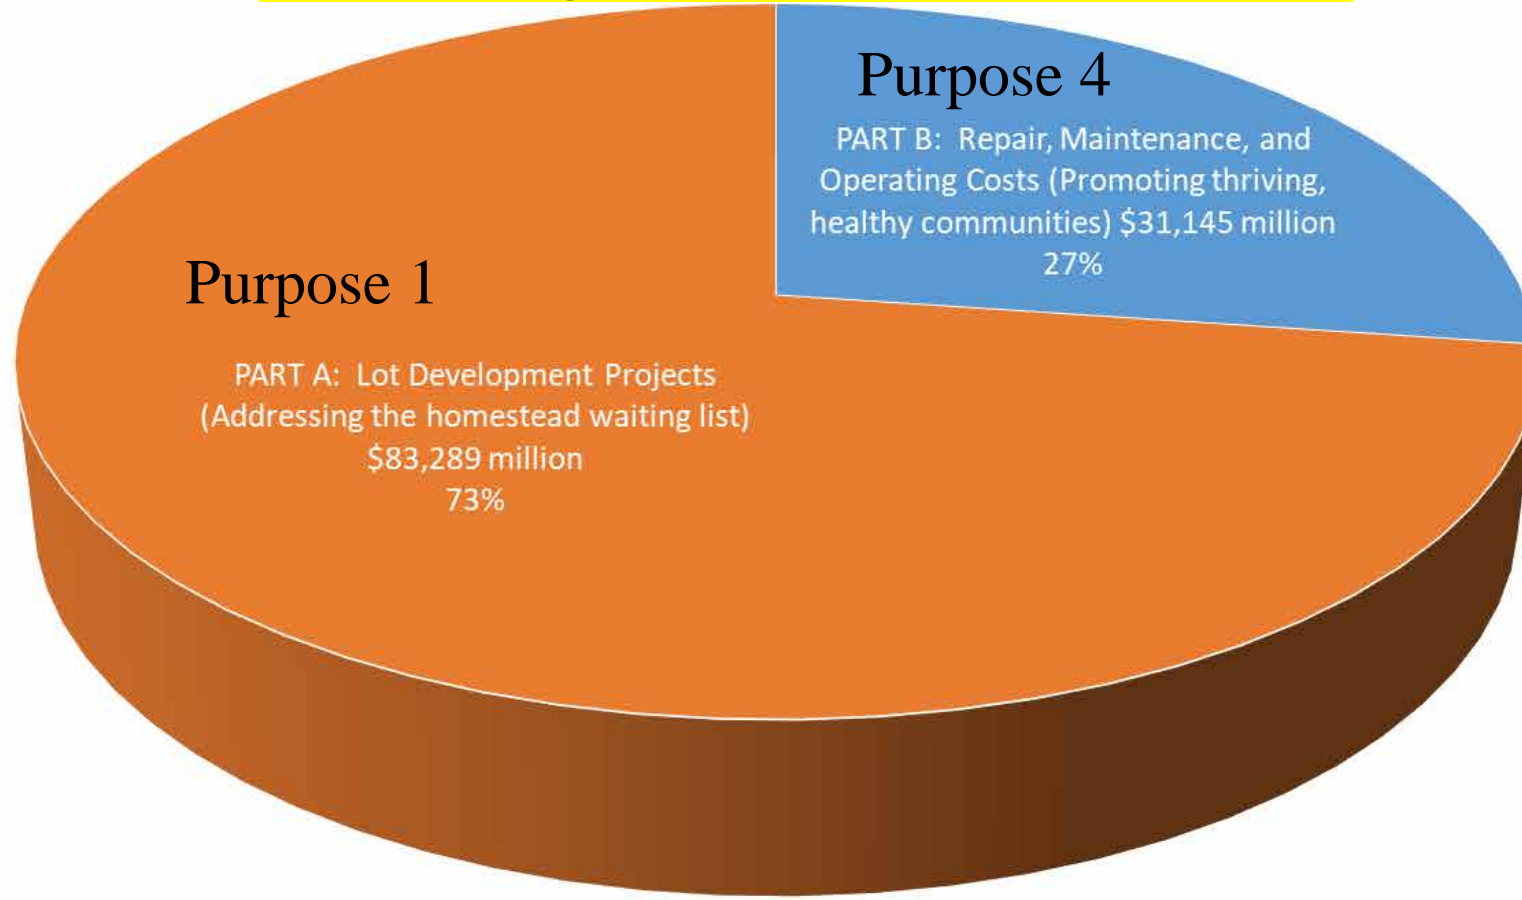 Purpose 4
PART B:  Repair, Maintenance, and
Operating Costs (Promoting thriving,
healthy communities) $31,145 million
27%
Purpose 1
PART A:  Lot Development Projects
(Addressing the homestead waiting list)
$83,289 million
73%